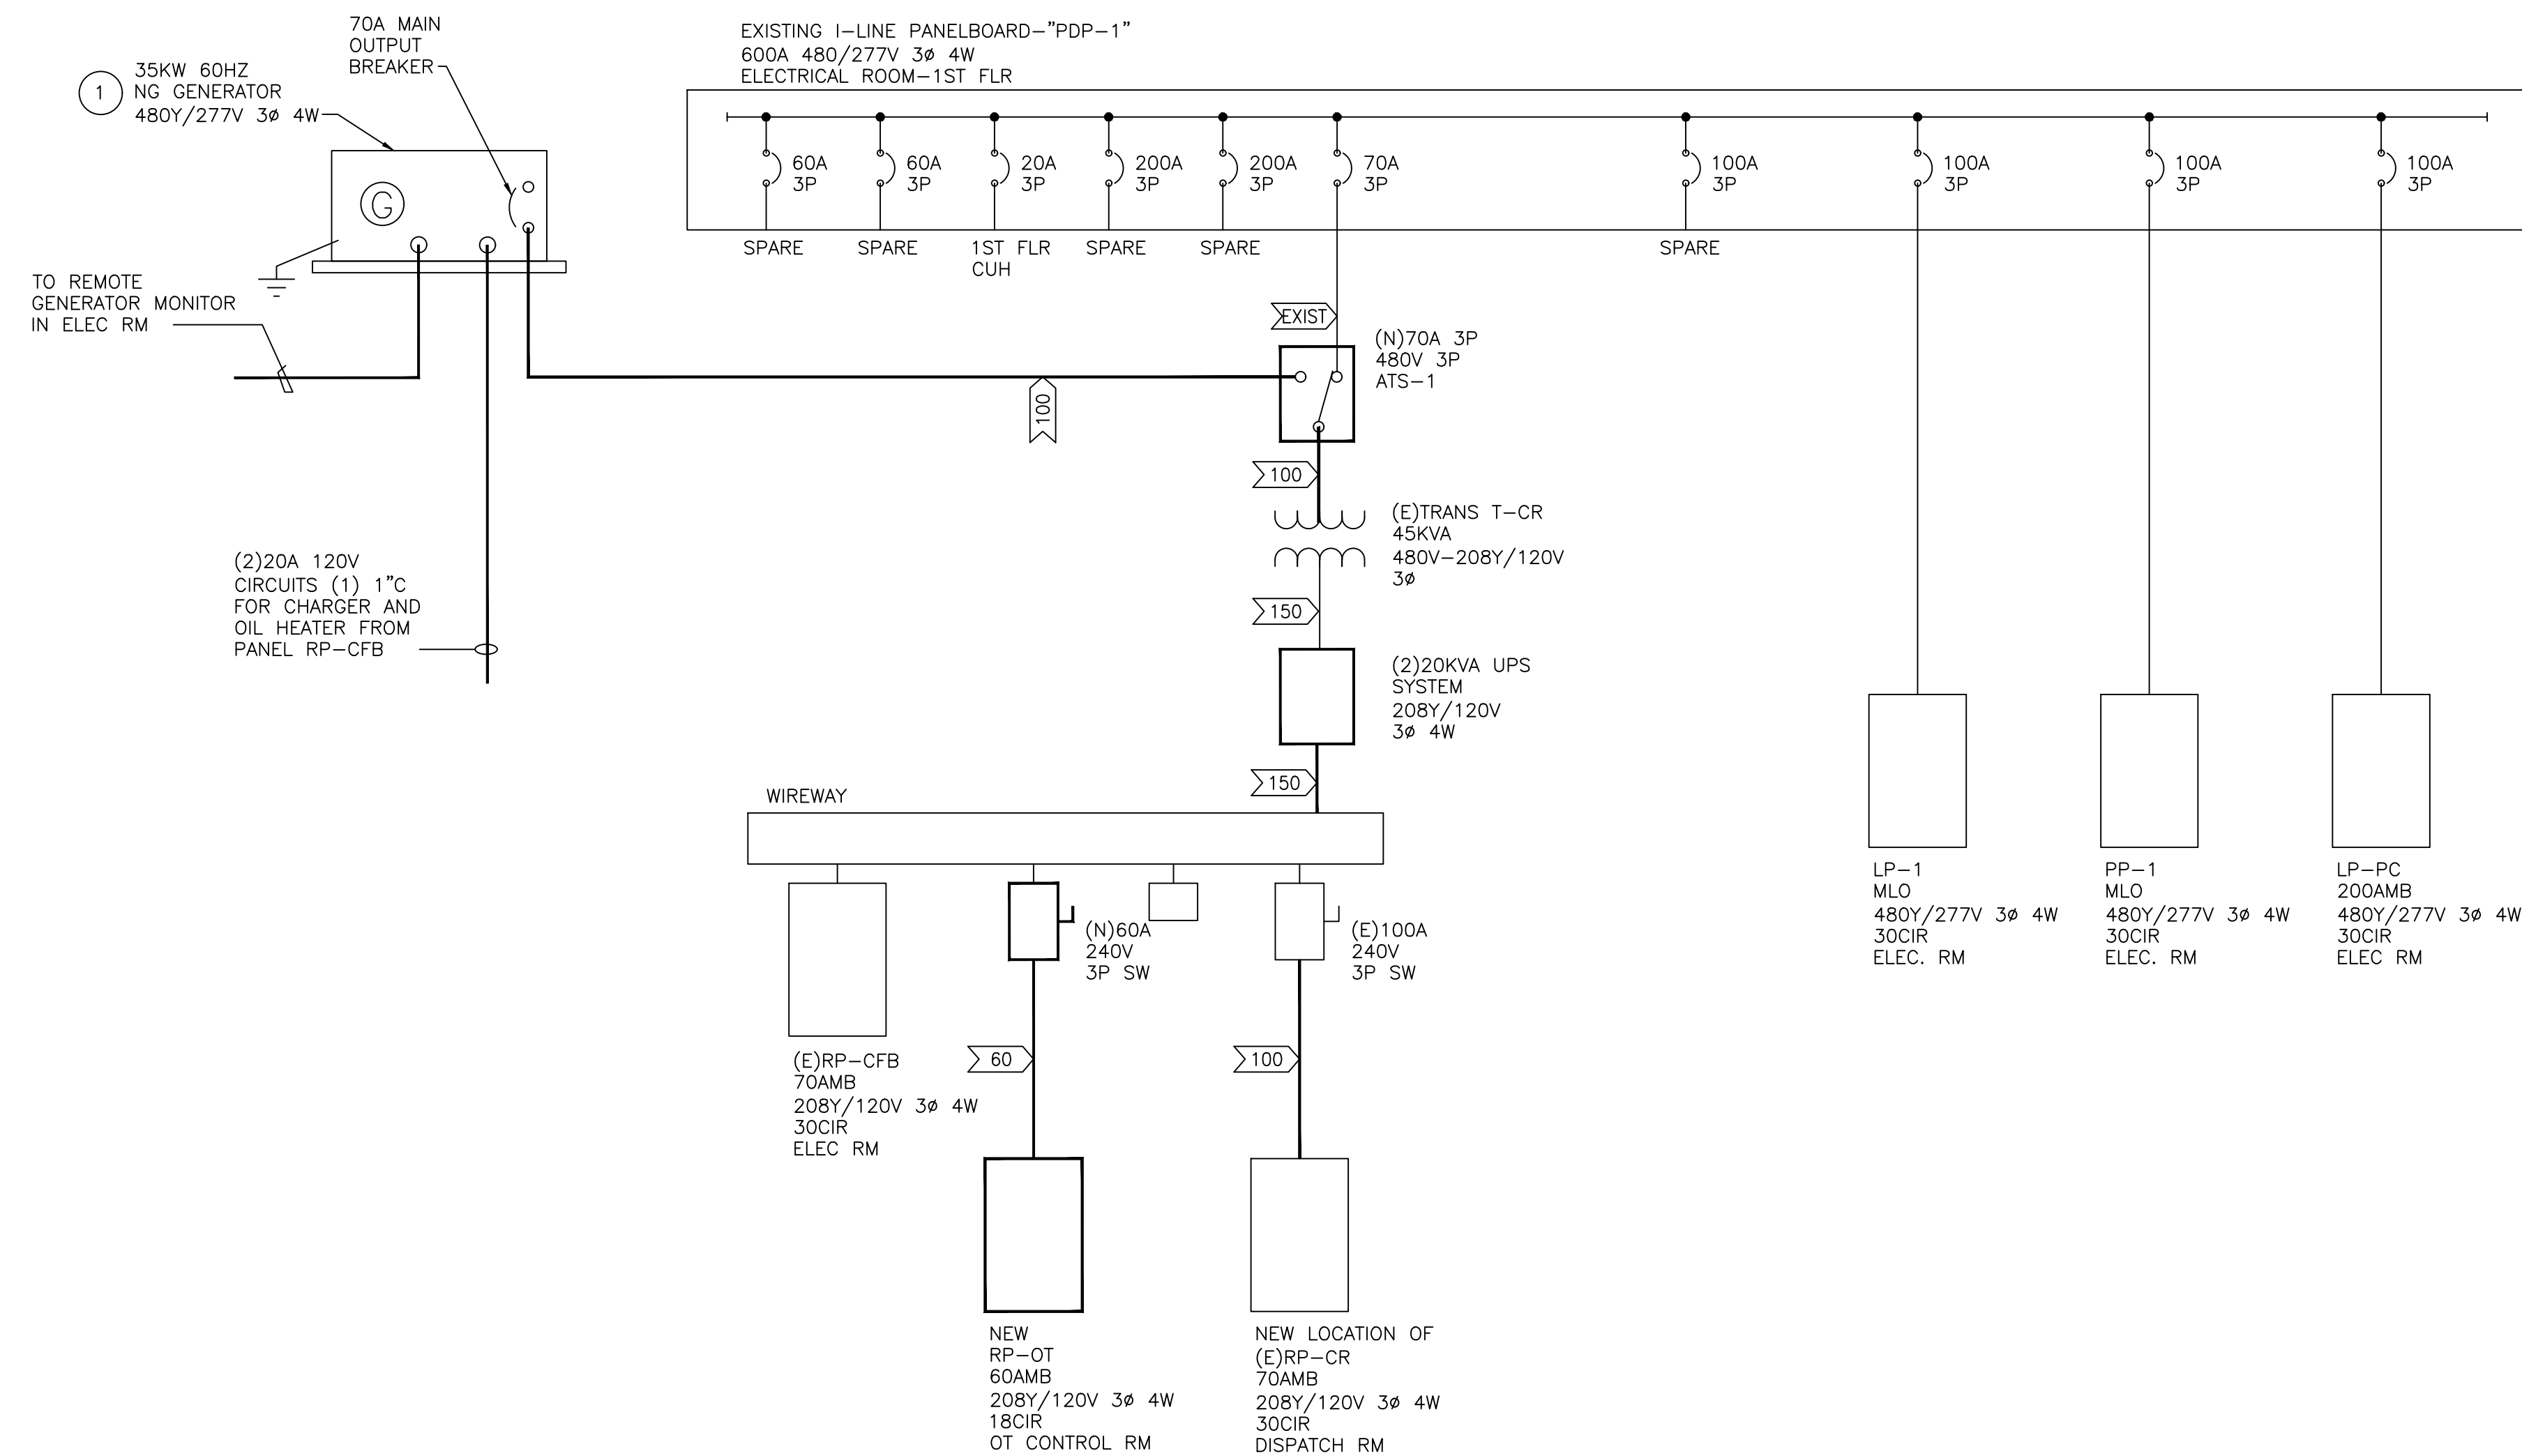 70A MAIN
OUTPUT
BREAKER
1
35KW 60HZ
NG GENERATOR
480Y/277V 3ø 4W
G
TO REMOTE
GENERATOR MONITOR
IN ELEC RM
(2)20A 120V
CIRCUITS (1) 1"C
FOR CHARGER AND
OIL HEATER FROM
PANEL RP-CFB
EXISTING I-LINE PANELBOARD-"PDP-1"
600A 480/277V 3ø 4W
ELECTRICAL ROOM-1ST FLR
60A
3P
60A
3P
20A
3P
200A
3P
200A
3P
70A
3P
100A
3P
100A
3P
100A
3P
100A
3P
SPARE
SPARE
1ST FLR
CUH
SPARE
SPARE
SPARE
EXIST
(N)70A 3P
480V 3P
ATS-1
100
100
(E)TRANS T-CR
45KVA
480V-208Y/120V
3ø
150
(2)20KVA UPS
SYSTEM
208Y/120V
3ø 4W
150
WIREWAY
(N)60A
240V
3P SW
(E)100A
240V
3P SW
60
100
(E)RP-CFB
70AMB
208Y/120V 3ø 4W
30CIR
ELEC RM
NEW
RP-OT
60AMB
208Y/120V 3ø 4W
18CIR
OT CONTROL RM
NEW LOCATION OF
(E)RP-CR
70AMB
208Y/120V 3ø 4W
30CIR
DISPATCH RM
LP-1
MLO
480Y/277V 3ø 4W
30CIR
ELEC. RM
PP-1
MLO
480Y/277V 3ø 4W
30CIR
ELEC. RM
LP-PC
200AMB
480Y/277V 3ø 4W
30CIR
ELEC RM